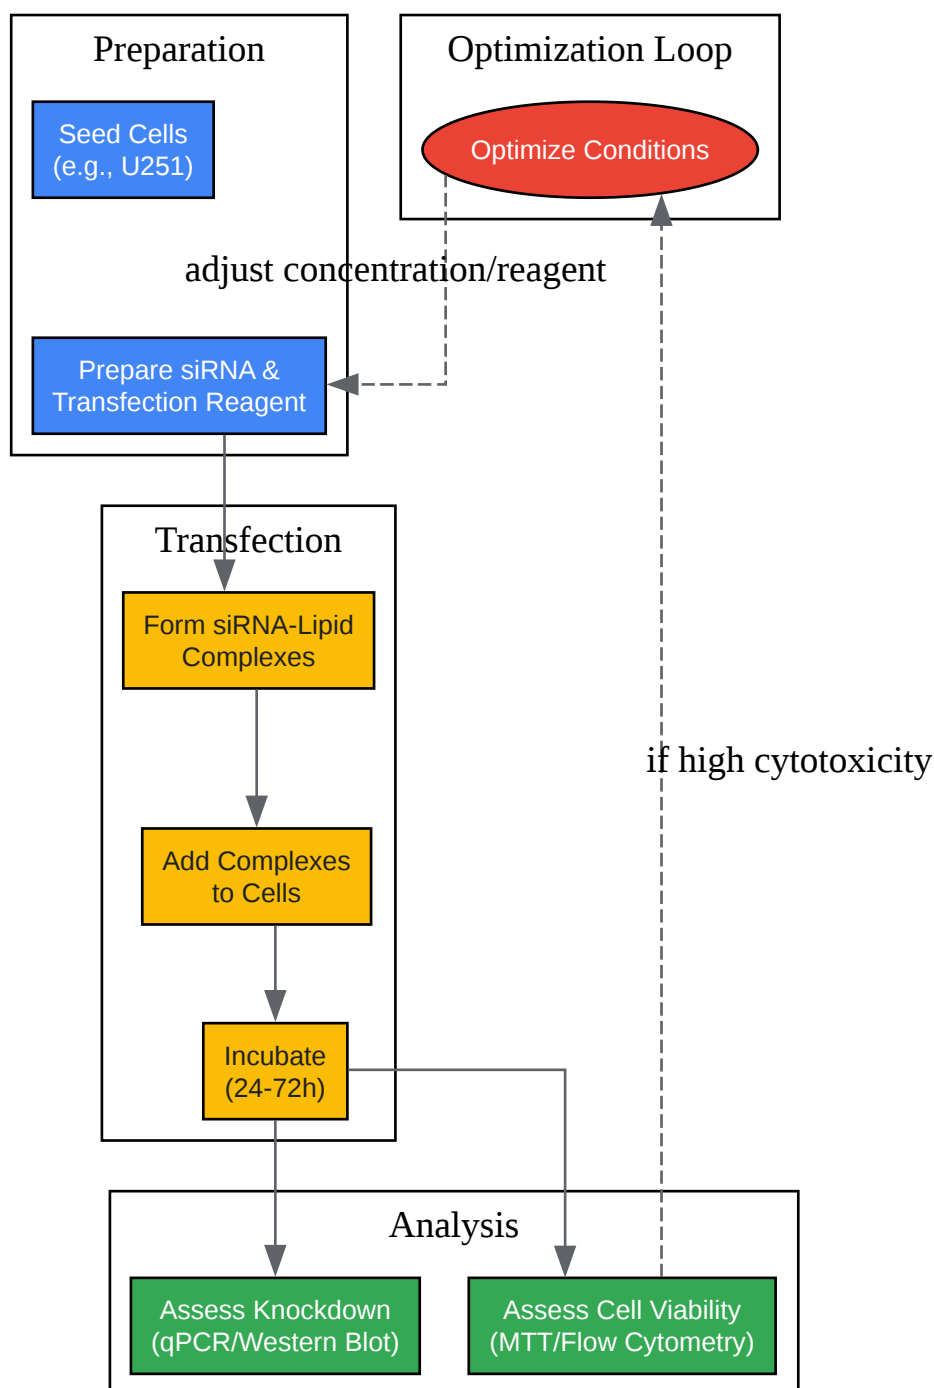 Preparation
Seed Cells
(e.g., U251)
Optimization Loop
Optimize Conditions
adjust concentration/reagent
Prepare siRNA &
Transfection Reagent
Transfection
Form siRNA-Lipid
Complexes
if high cytotoxicity
Add Complexes
to Cells
Incubate
(24-72h)
Analysis
Assess Knockdown
(qPCR/Western Blot)
Assess Cell Viability
(MTT/Flow Cytometry)